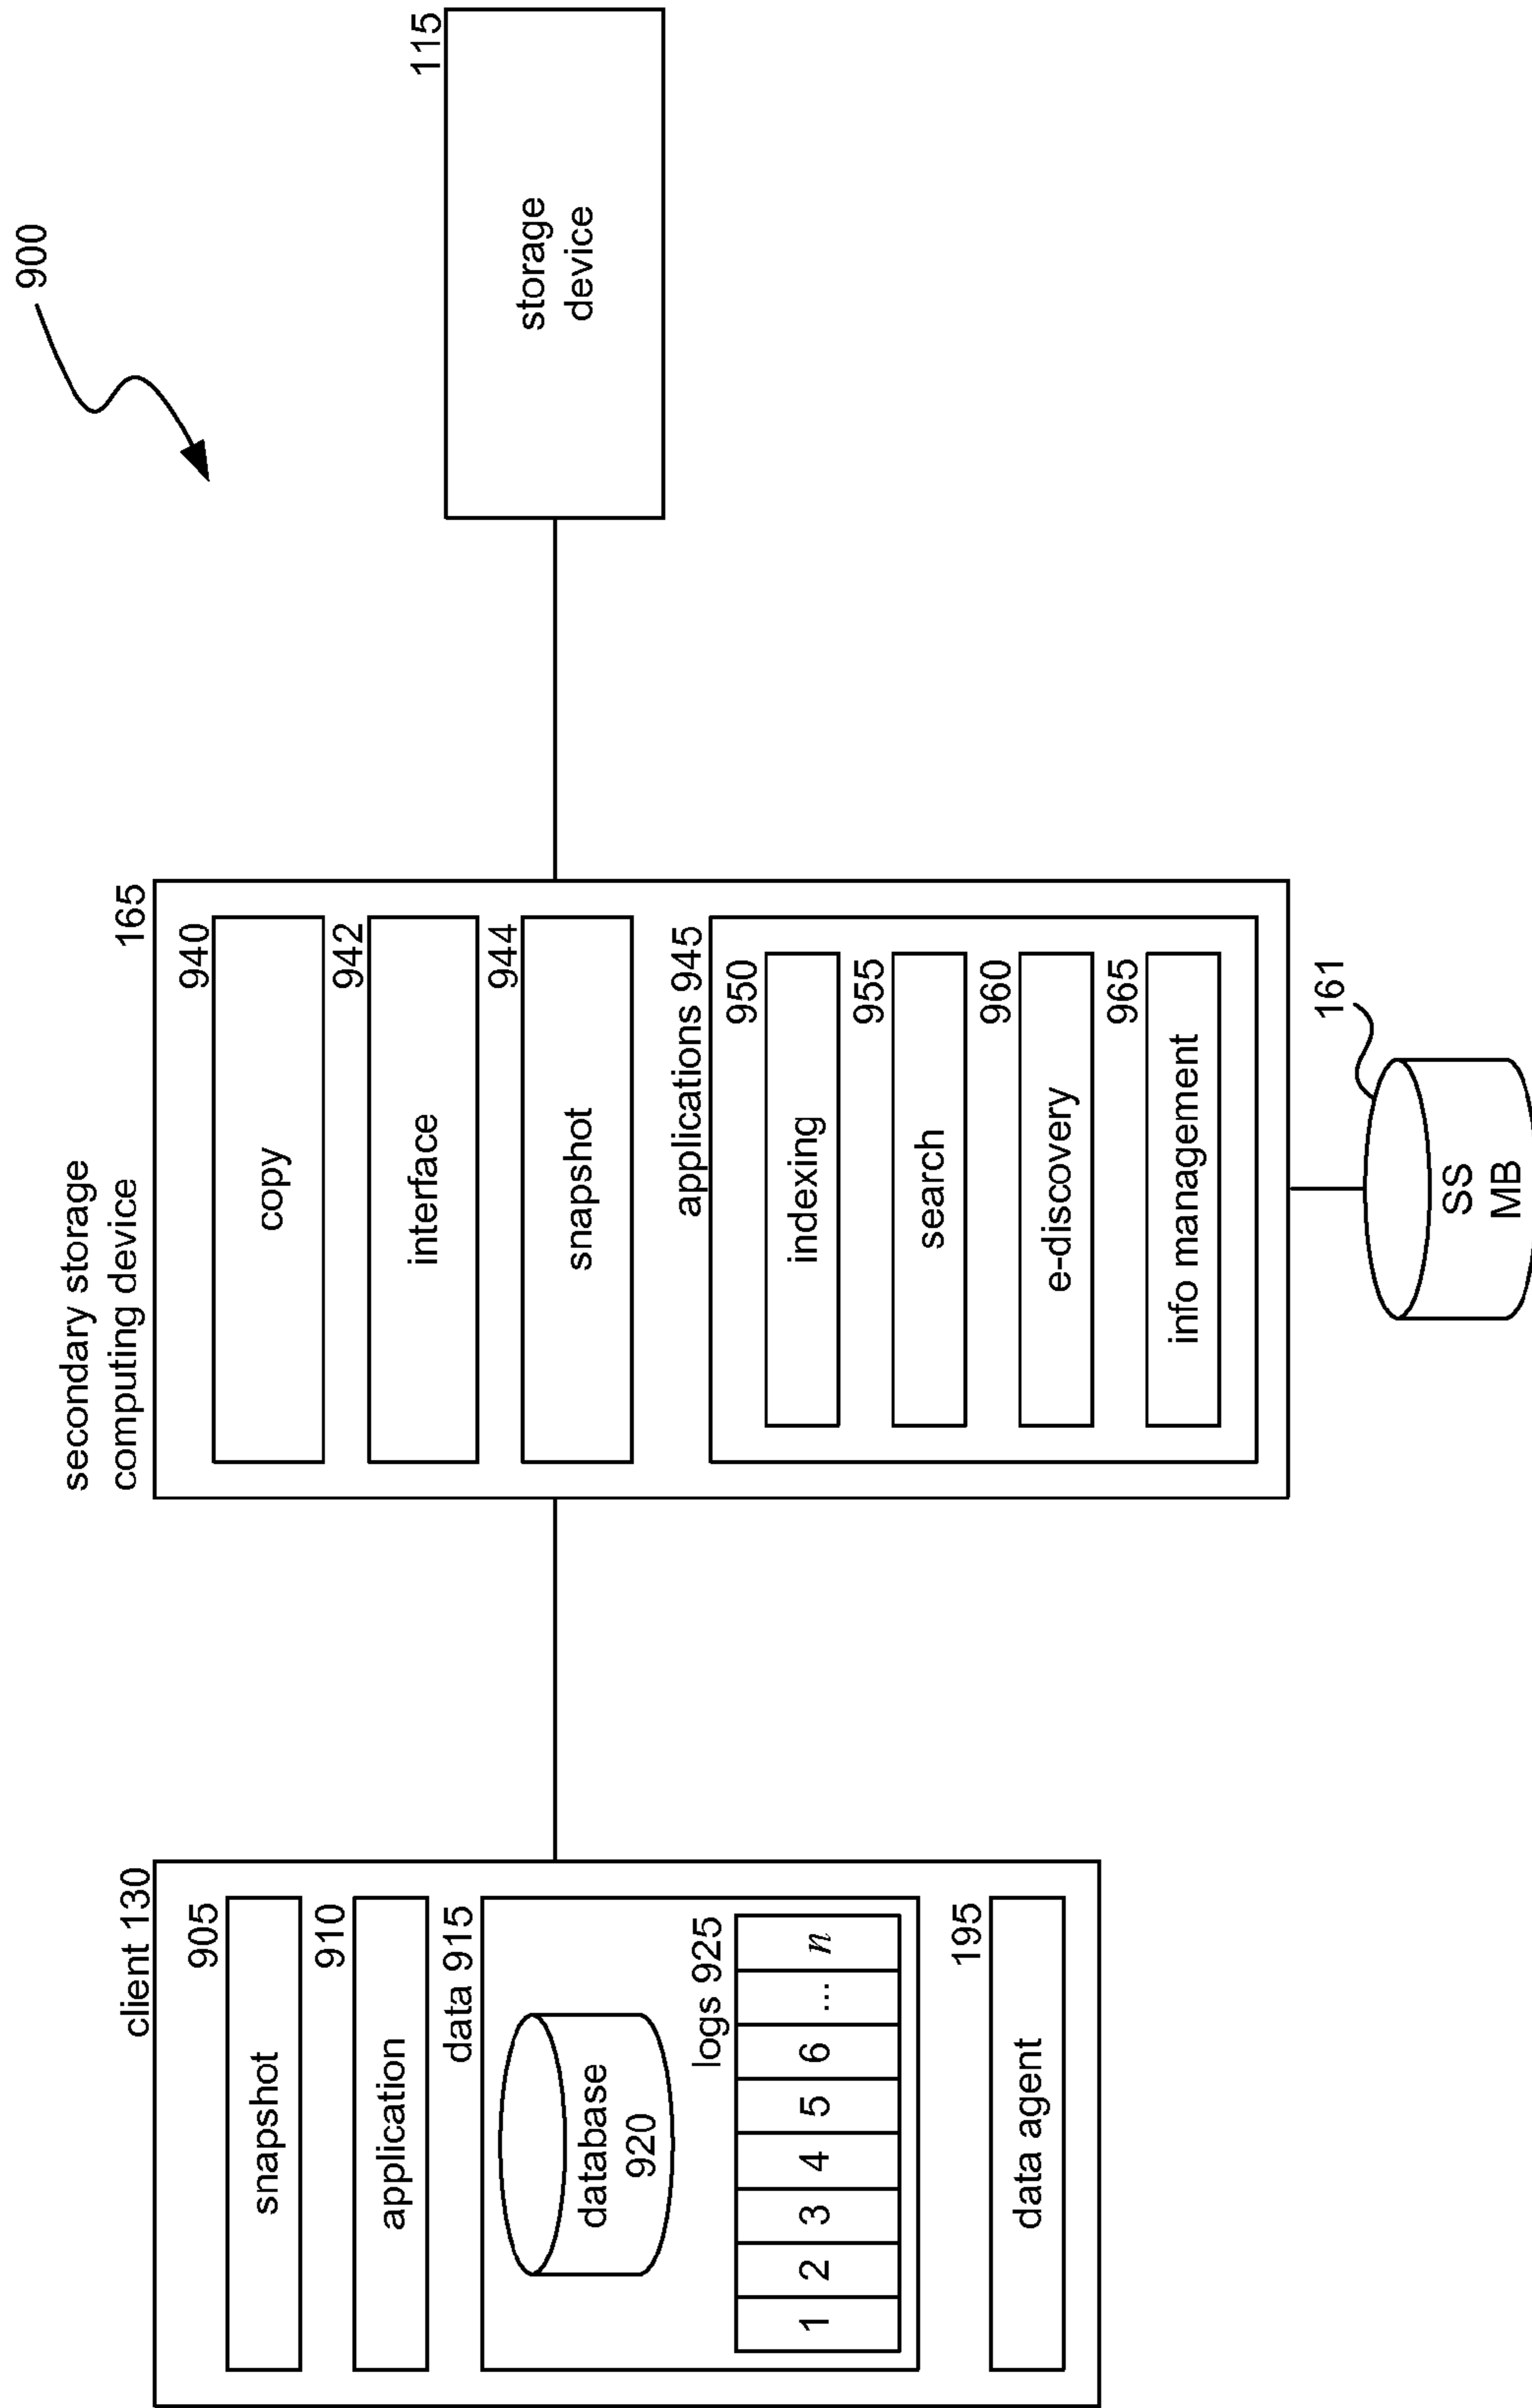 900
client 130
snapshot
905
application
910
data 915
database
920
logs 925
1 2 3 4 5 6 ... n
data agent
195
secondary storage
computing device
165
copy
940
interface
942
snapshot
944
applications 945
indexing
950
search
955
e-discovery
960
info management
965
161
SS
MB
115
storage
device